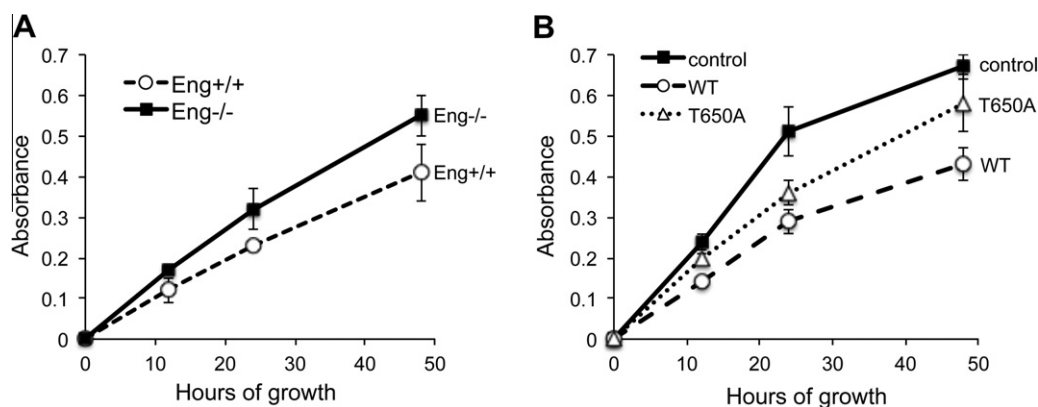 A
0.7
0.6
0.5
0.4
0.3
0.2
0.1
0
Absorbance
Eng+/+
Eng-/-
Eng-/-
Eng+/+
0 10 20 30 40 50
Hours of growth
B
0.7
0.6
0.5
0.4
0.3
0.2
0.1
0
Absorbance
control
WT
T650A
control
T650A
WT
0 10 20 30 40 50
Hours of growth